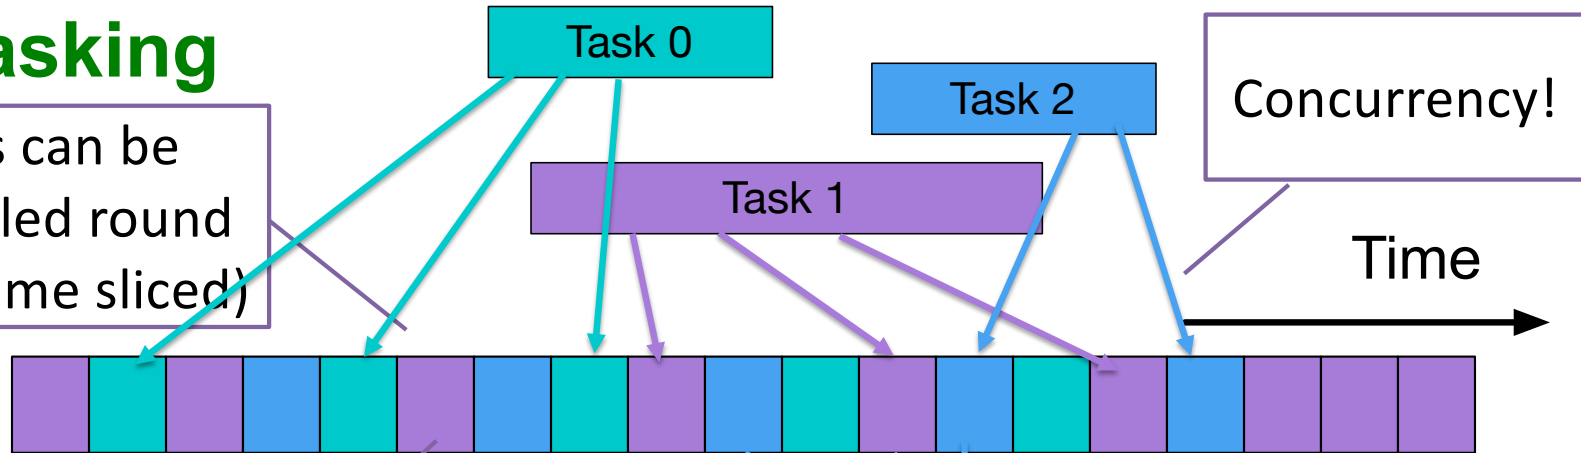 asking
Task 0
Task 2
Concurrency!
s can be
led round
me sliced)
Task 1
Time